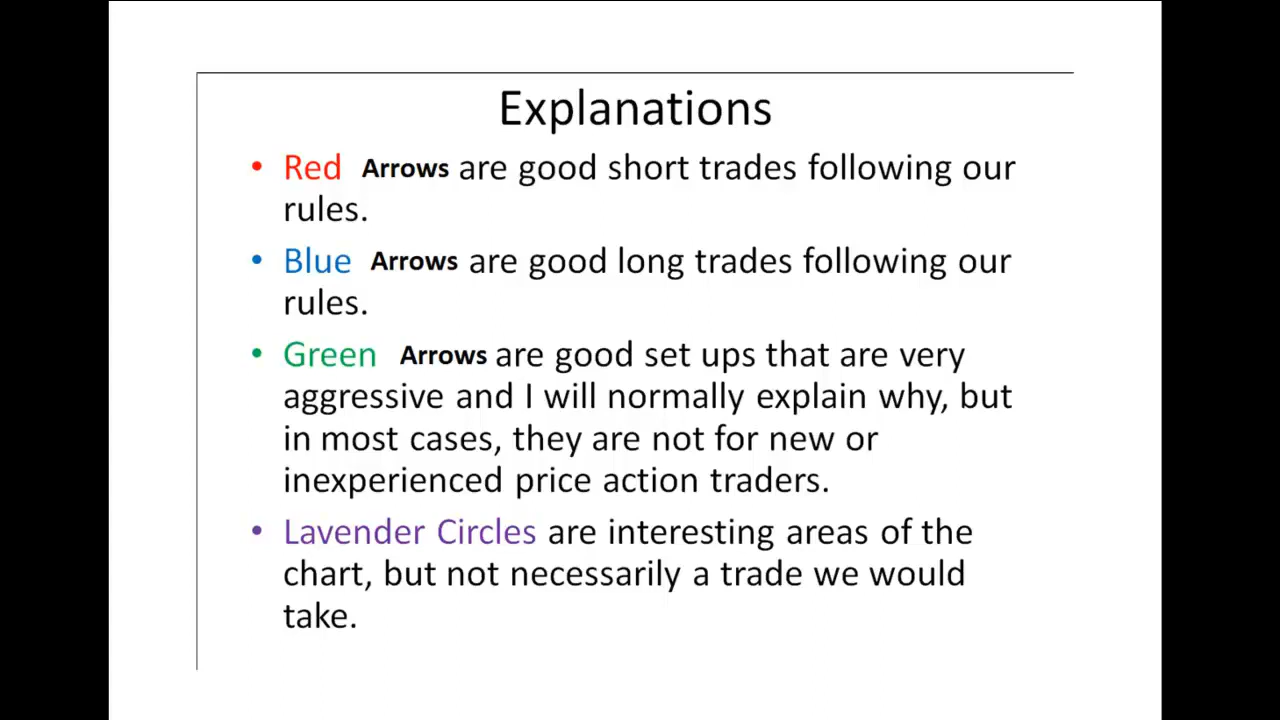 Explanations
• Red Arrows are good short trades following our
rules.
• Blue Arrows are good long trades following our
rules.
• Green Arrows are good set ups that are very
aggressive and I will normally explain why, but
in most cases, they are not for new or
inexperienced price action traders.
• Lavender Circles are interesting areas of the
chart, but not necessarily a trade we would
take.